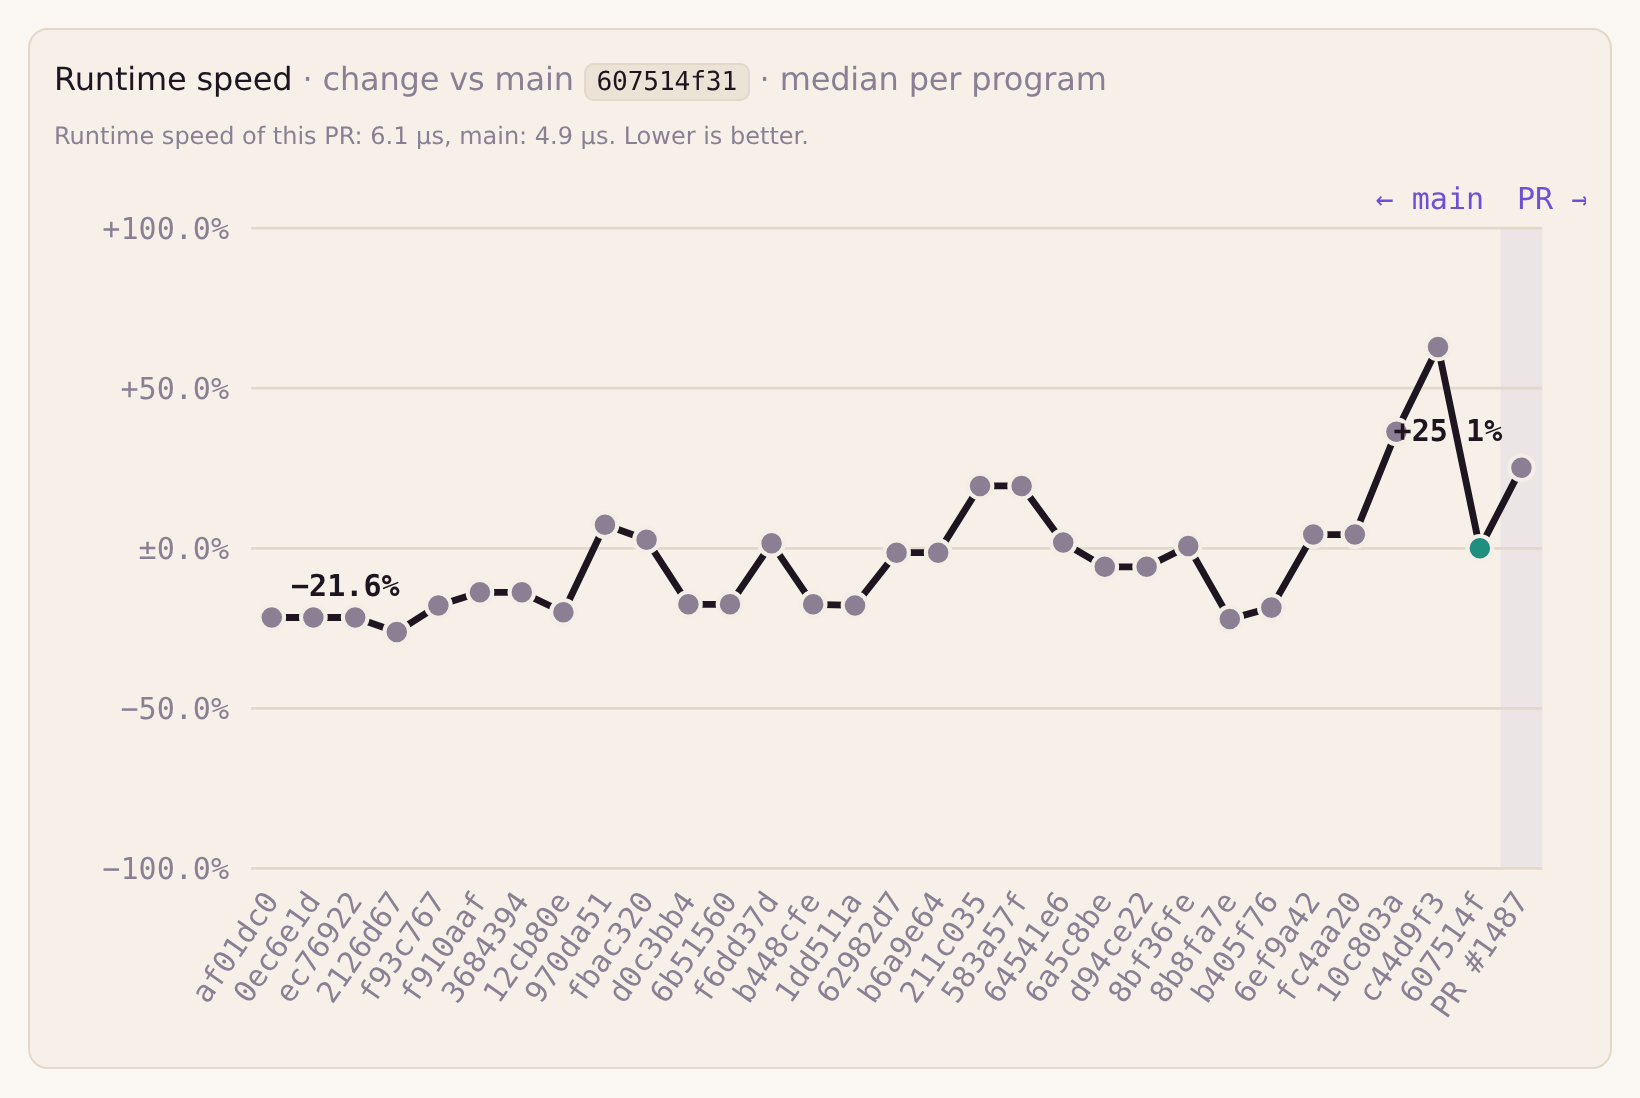 Runtime speed · change vs main 607514f31 · median per program
Runtime speed of this PR: 6.1 µs, main: 4.9 µs. Lower is better.
← main PR →
+100.0%
+50.0%
±0.0%
−50.0%
−100.0%
−21.6%
+25.1%
af01dc0
0ec6e1d
ec76922
2126d67
f93c767
f910aaf
3684394
12cb80e
970da51
fbac320
d0c3bb4
6b51560
f6dd37d
b448cfe
1dd511a
62982d7
b6a9e64
211c035
583a57f
64541e6
6a5c8be
d94ce22
8bf36fe
8b8fa7e
b405f76
6ef9a42
fc4aa20
10c803a
c44d9f3
607514f
PR #1487